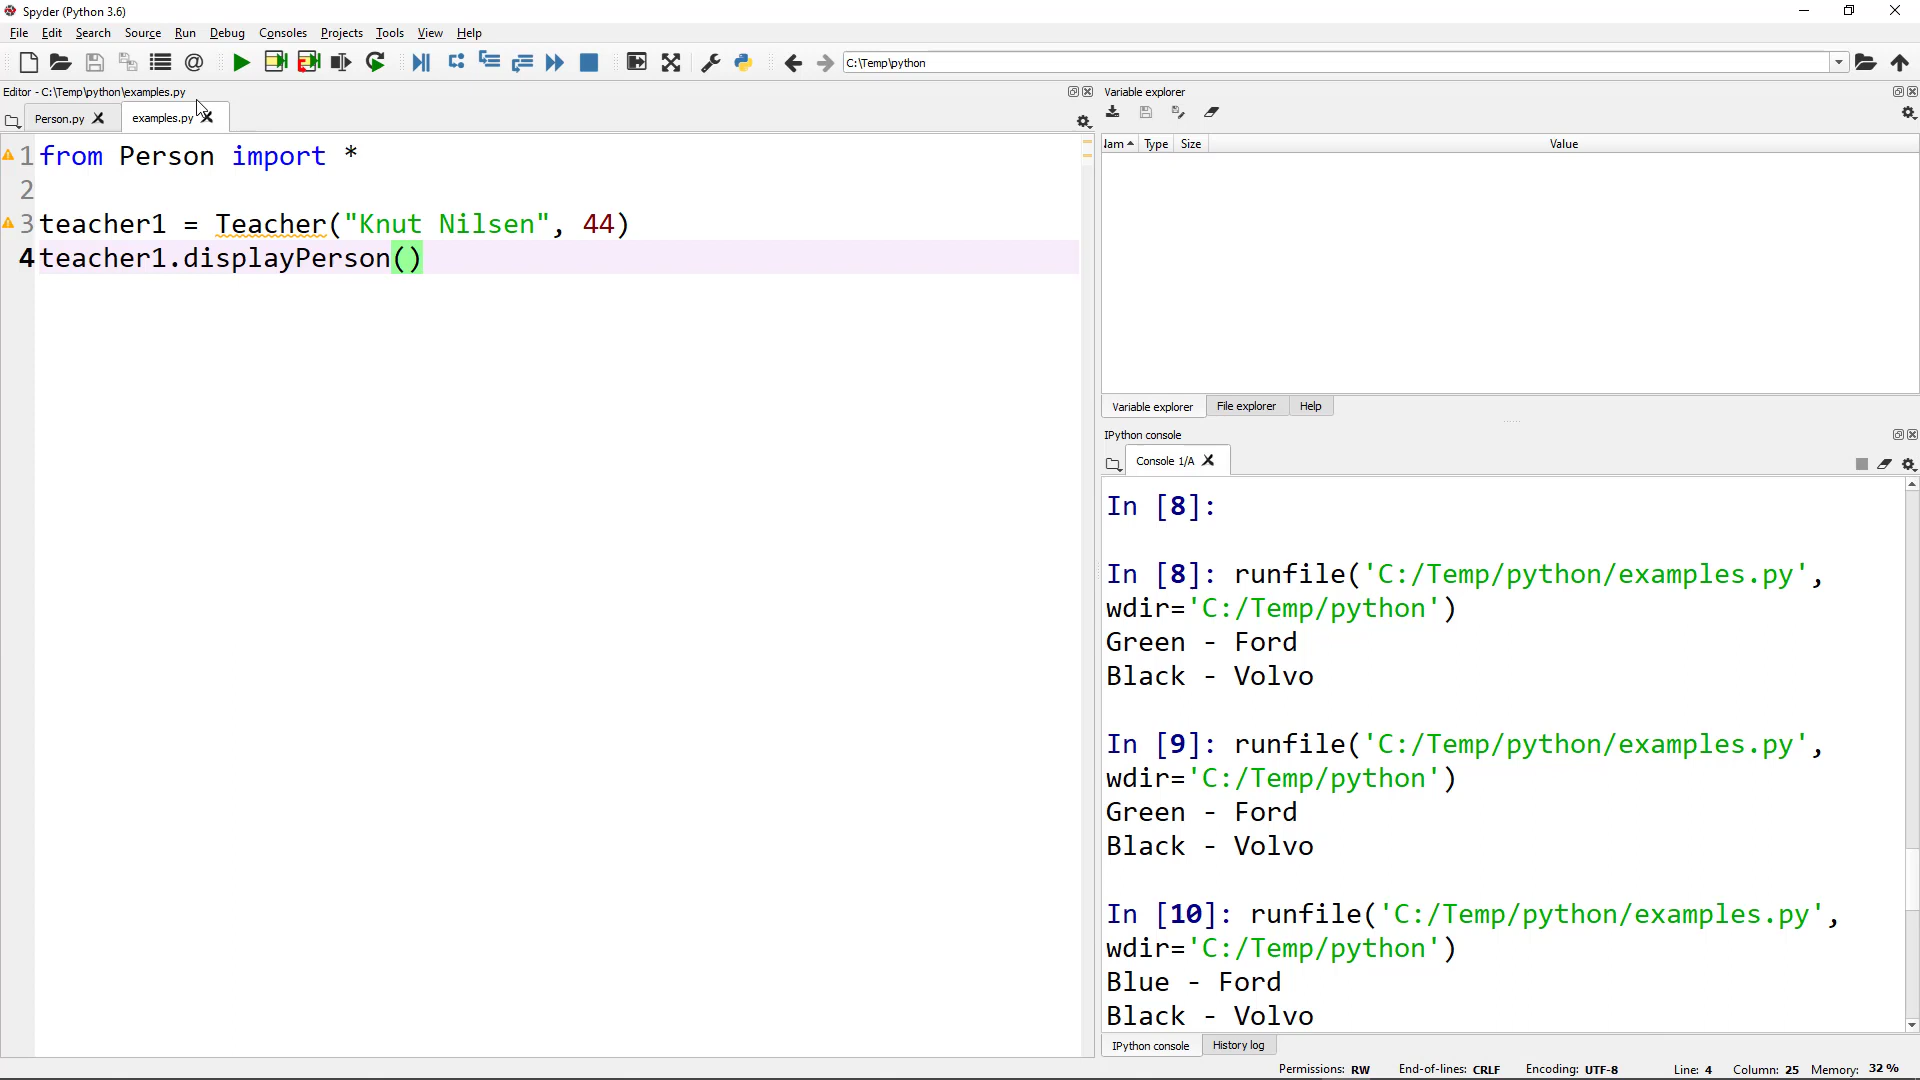 Spyder (Python 3.6)
File Edit Search Source Run Debug Consoles Projects Tools View Help
C:\Temp\python
Editor - C:\Temp\python\examples.py
Person.py
examples.py
1 from Person import *
2
3 teacher1 = Teacher("Knut Nilsen", 44)
4 teacher1.displayPerson()
Variable explorer
Nam Type Size Value
Variable explorer File explorer Help
IPython console
Console 1/A
In [8]:
In [8]: runfile('C:/Temp/python/examples.py',
wdir='C:/Temp/python')
Green - Ford
Black - Volvo
In [9]: runfile('C:/Temp/python/examples.py',
wdir='C:/Temp/python')
Green - Ford
Black - Volvo
In [10]: runfile('C:/Temp/python/examples.py',
wdir='C:/Temp/python')
Blue - Ford
Black - Volvo
IPython console History log
Permissions: RW End-of-lines: CRLF Encoding: UTF-8 Line: 4 Column: 25 Memory: 32 %